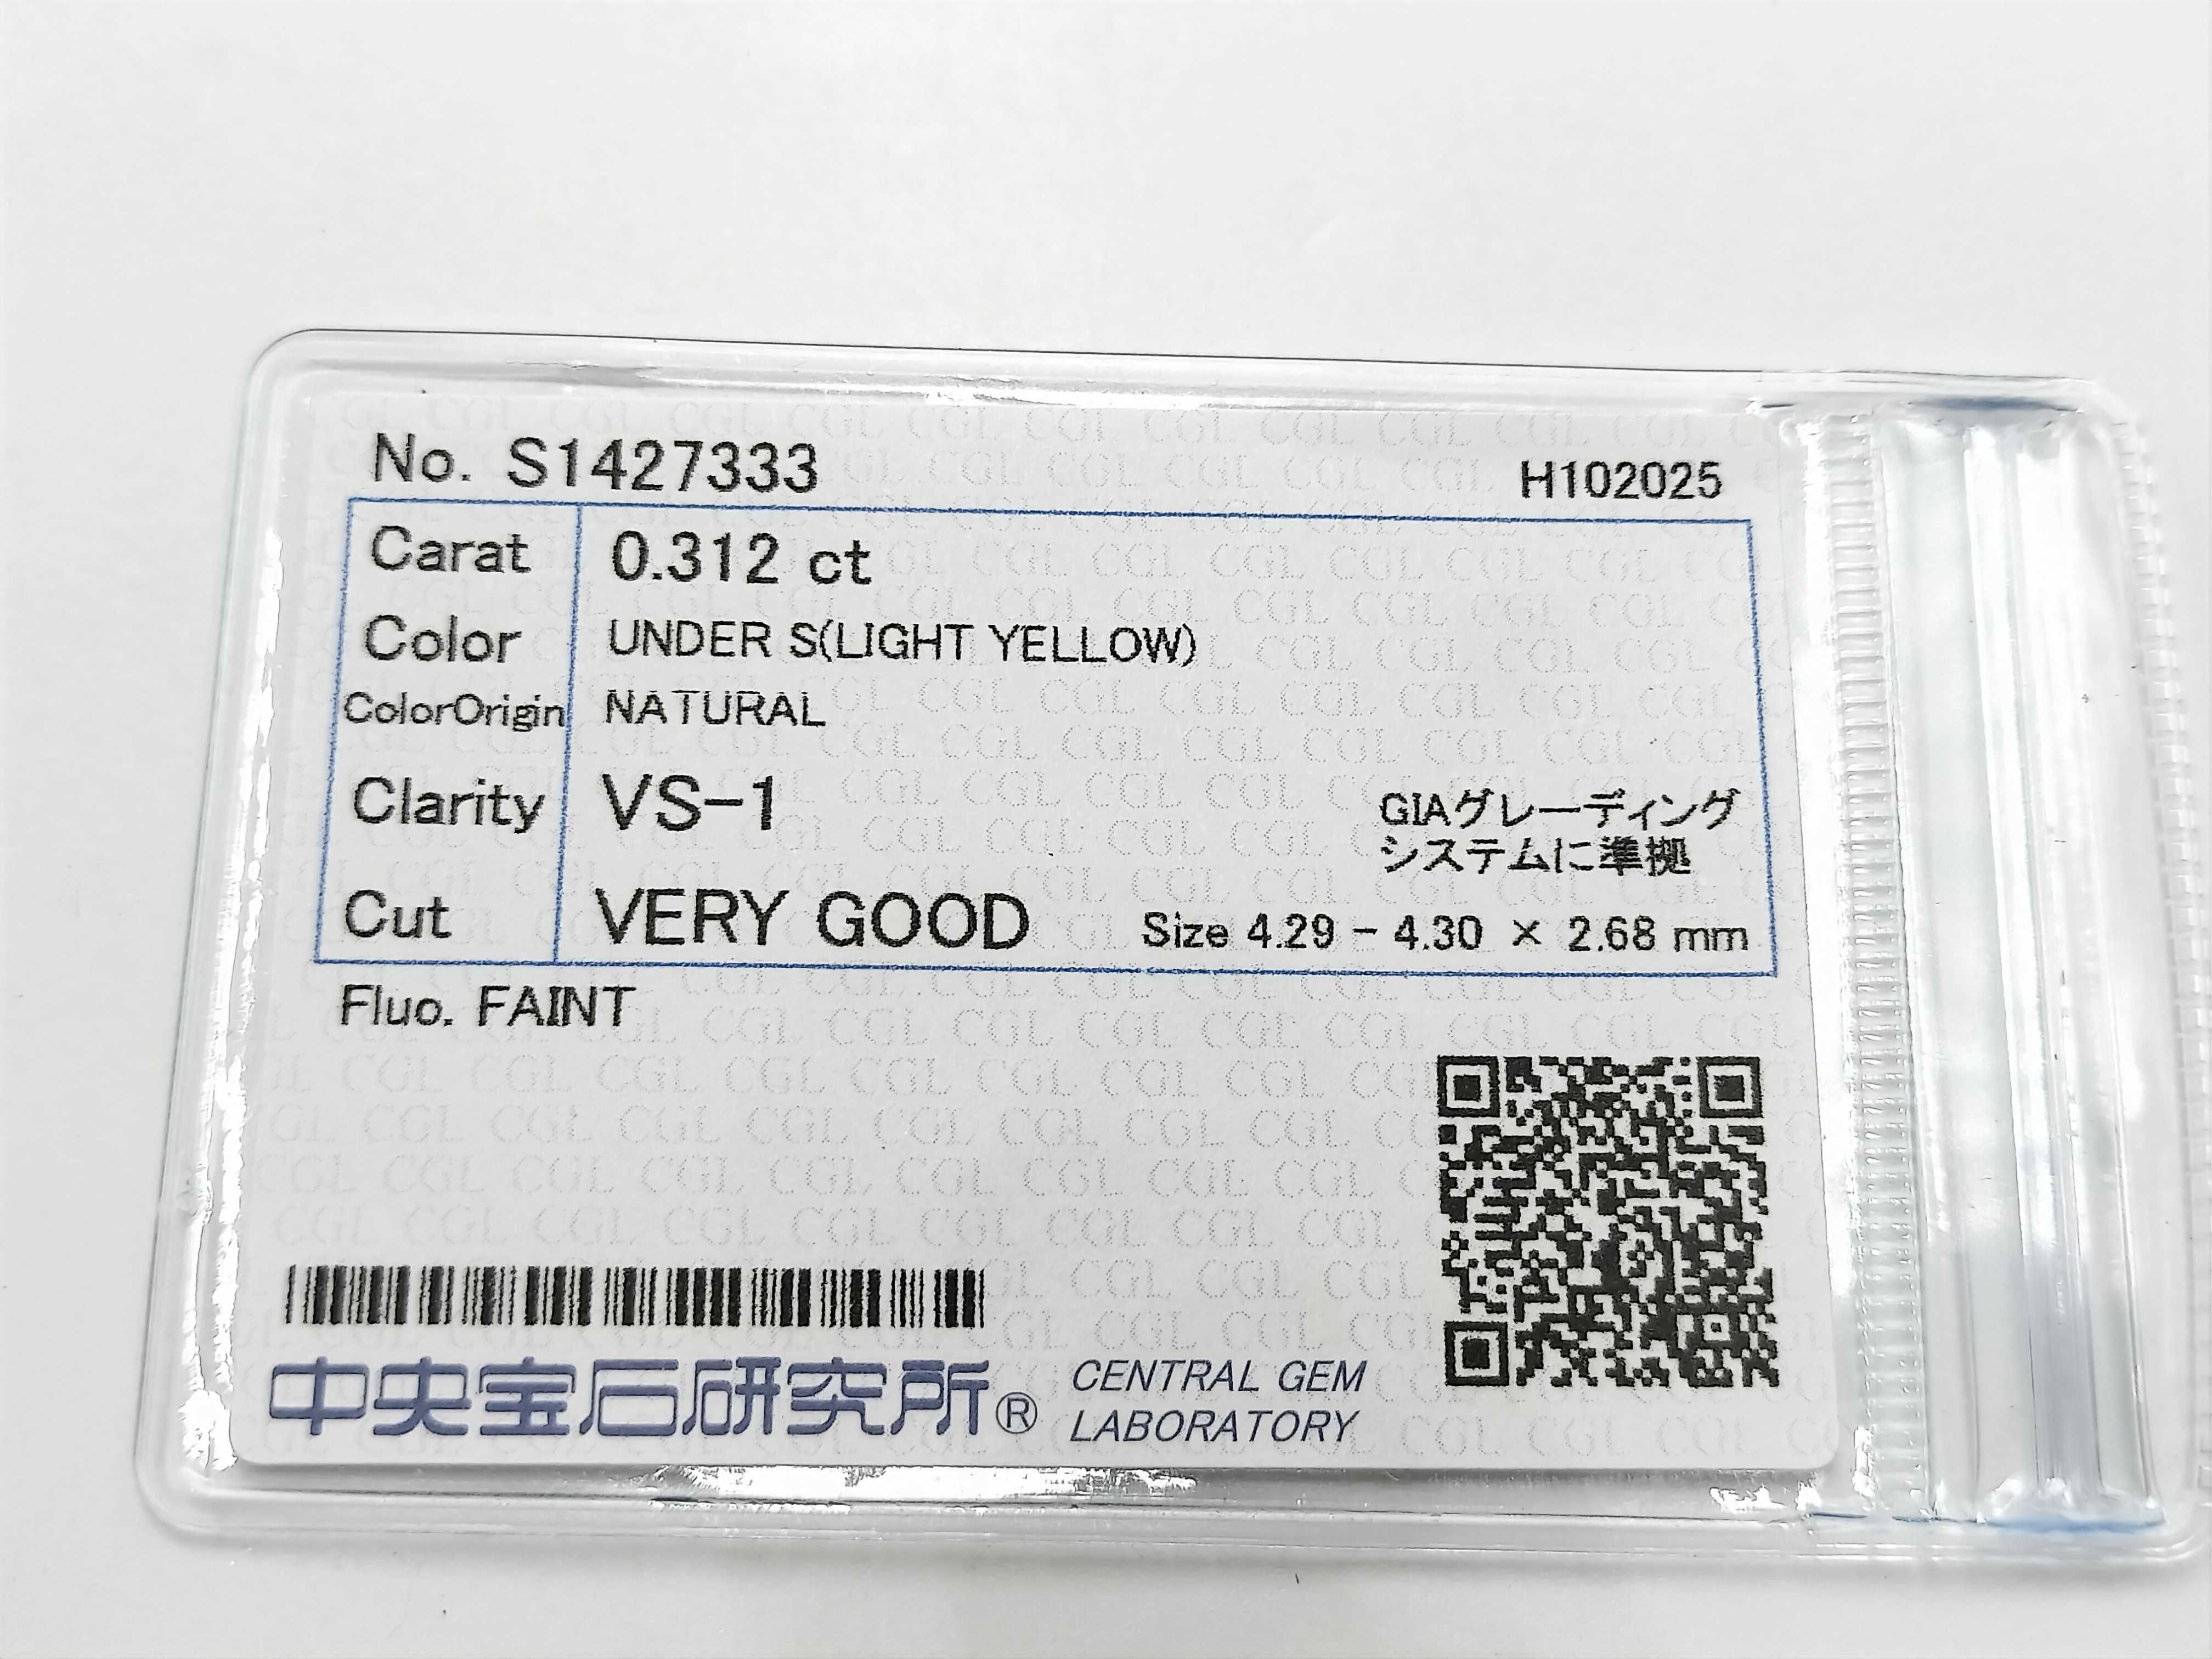 No. S1427333
H102025
Carat 0.312 ct
Color UNDER S(LIGHT YELLOW)
ColorOrigin NATURAL
Clarity VS-1
GIAグレーディング
システムに準拠
Cut VERY GOOD
Size 4.29 - 4.30 × 2.68 mm
Fluo. FAINT
中央宝石研究所®
CENTRAL GEM
LABORATORY